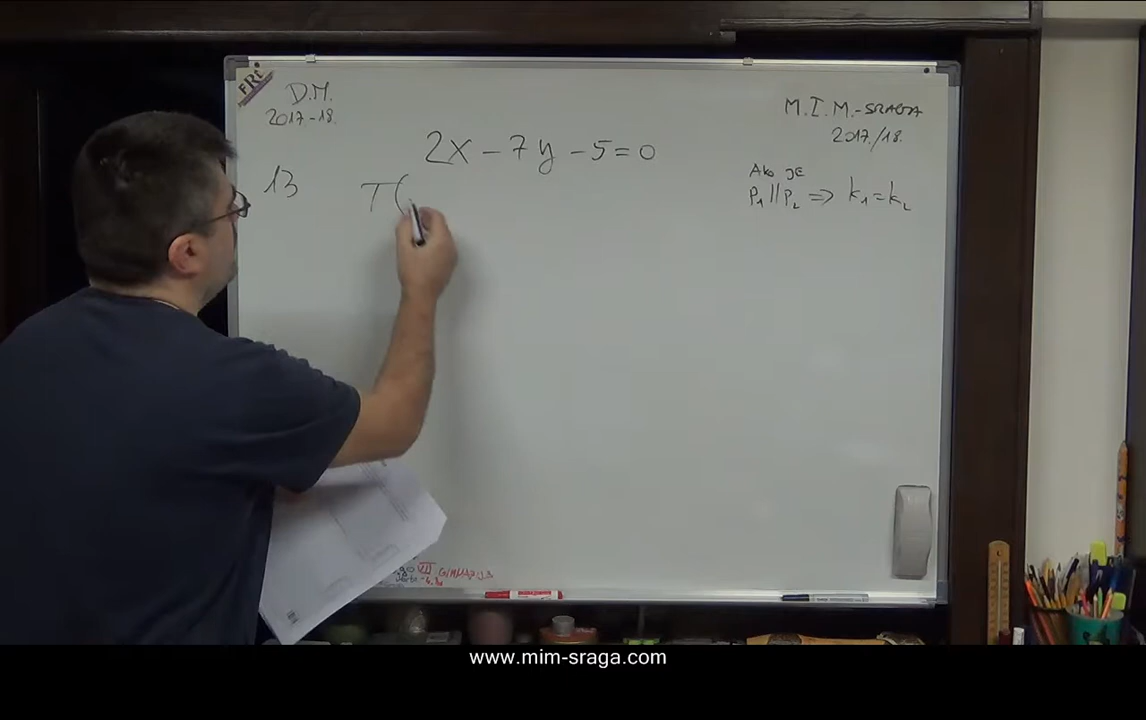 FRI
D.M.
2017-18.
M.I.M.-SRAGA
2017./18.
2x - 7y - 5 = 0
13
T(
AKO JE
p₁ || p₂ ⇒ k₁ = k₂
www.mim-sraga.com